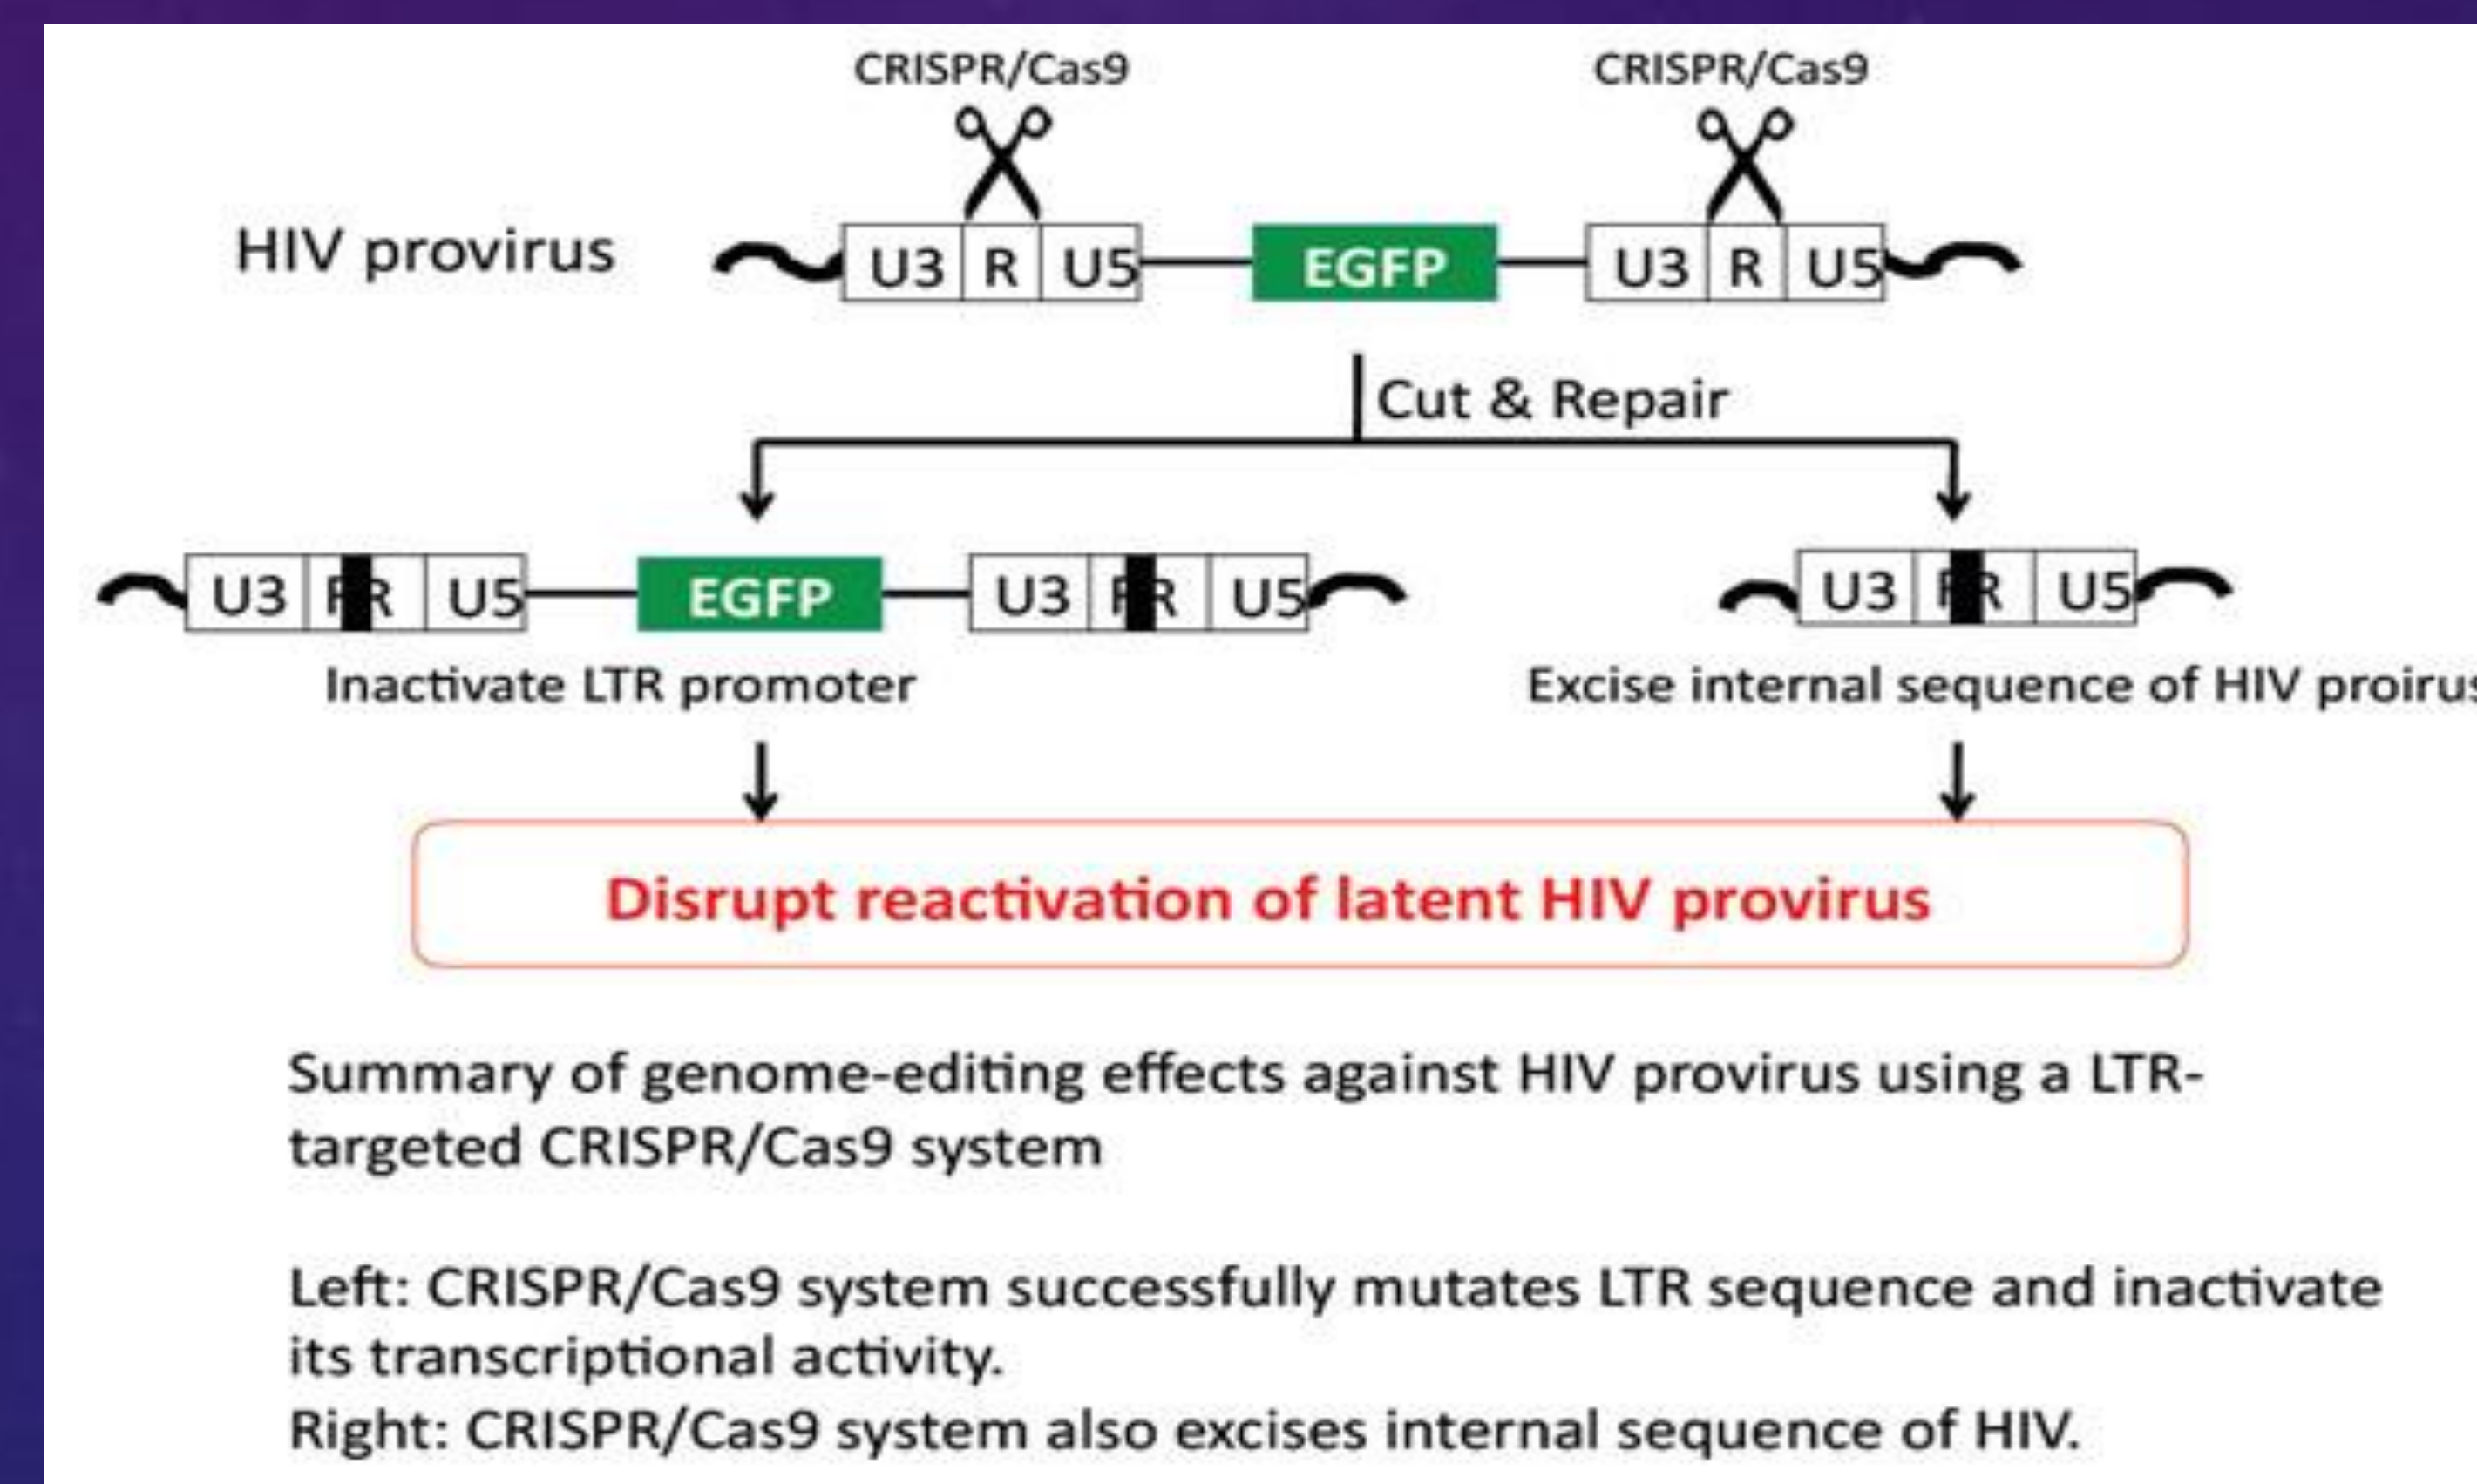 CRISPR/Cas9 CRISPR/Cas9
HIV provirus U3 R U5 EGFP U3 R U5
Cut & Repair
U3 R U5 EGFP U3 R U5 U3 R U5
Inactivate LTR promoter Excise internal sequence of HIV proirus
Disrupt reactivation of latent HIV provirus
Summary of genome-editing effects against HIV provirus using a LTR-
targeted CRISPR/Cas9 system
Left: CRISPR/Cas9 system successfully mutates LTR sequence and inactivate
its transcriptional activity.
Right: CRISPR/Cas9 system also excises internal sequence of HIV.